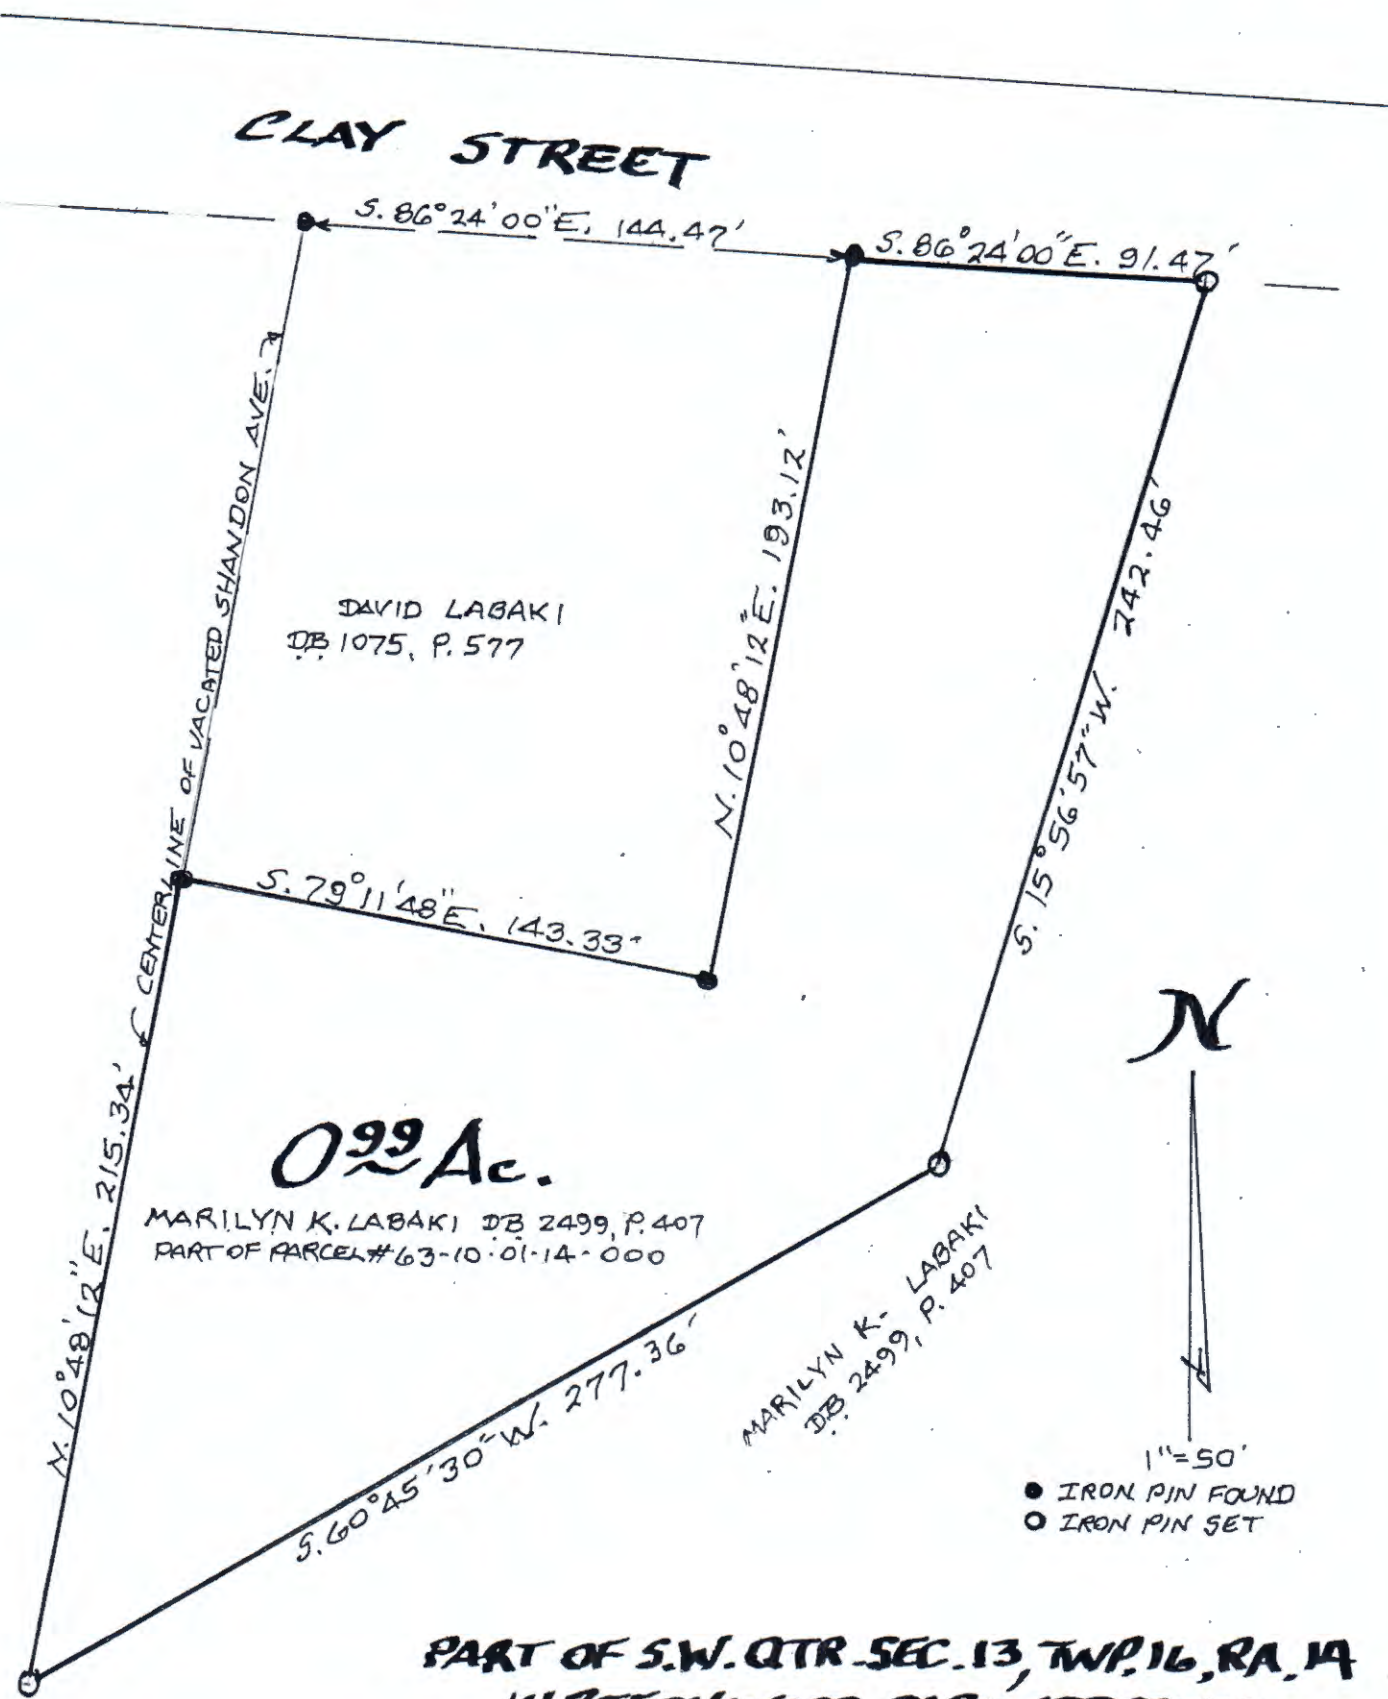 CLAY STREET
S. 86°24'00"E. 144.47'
S. 86°24'00"E. 91.47'
CENTERLINE OF VACATED SHANDON AVE.
N. 10°48'12"E. 193.12'
S. 15°56'57"W. 242.46'
DAVID LABAKI
DB 1075, P. 577
S. 79°11'48"E. 143.33'
N. 10°48'12"E. 215.34'
0.99 Ac.
MARILYN K. LABAKI DB 2499, P. 407
PART OF PARCEL # 63-10-01-14-000
MARILYN K. LABAKI
DB 2499, P. 407
S. 60°45'30"W. 277.36'
N
1"=50'
IRON PIN FOUND
IRON PIN SET
PART OF S.W. QTR. SEC. 13, TWP. 16, RA. 14